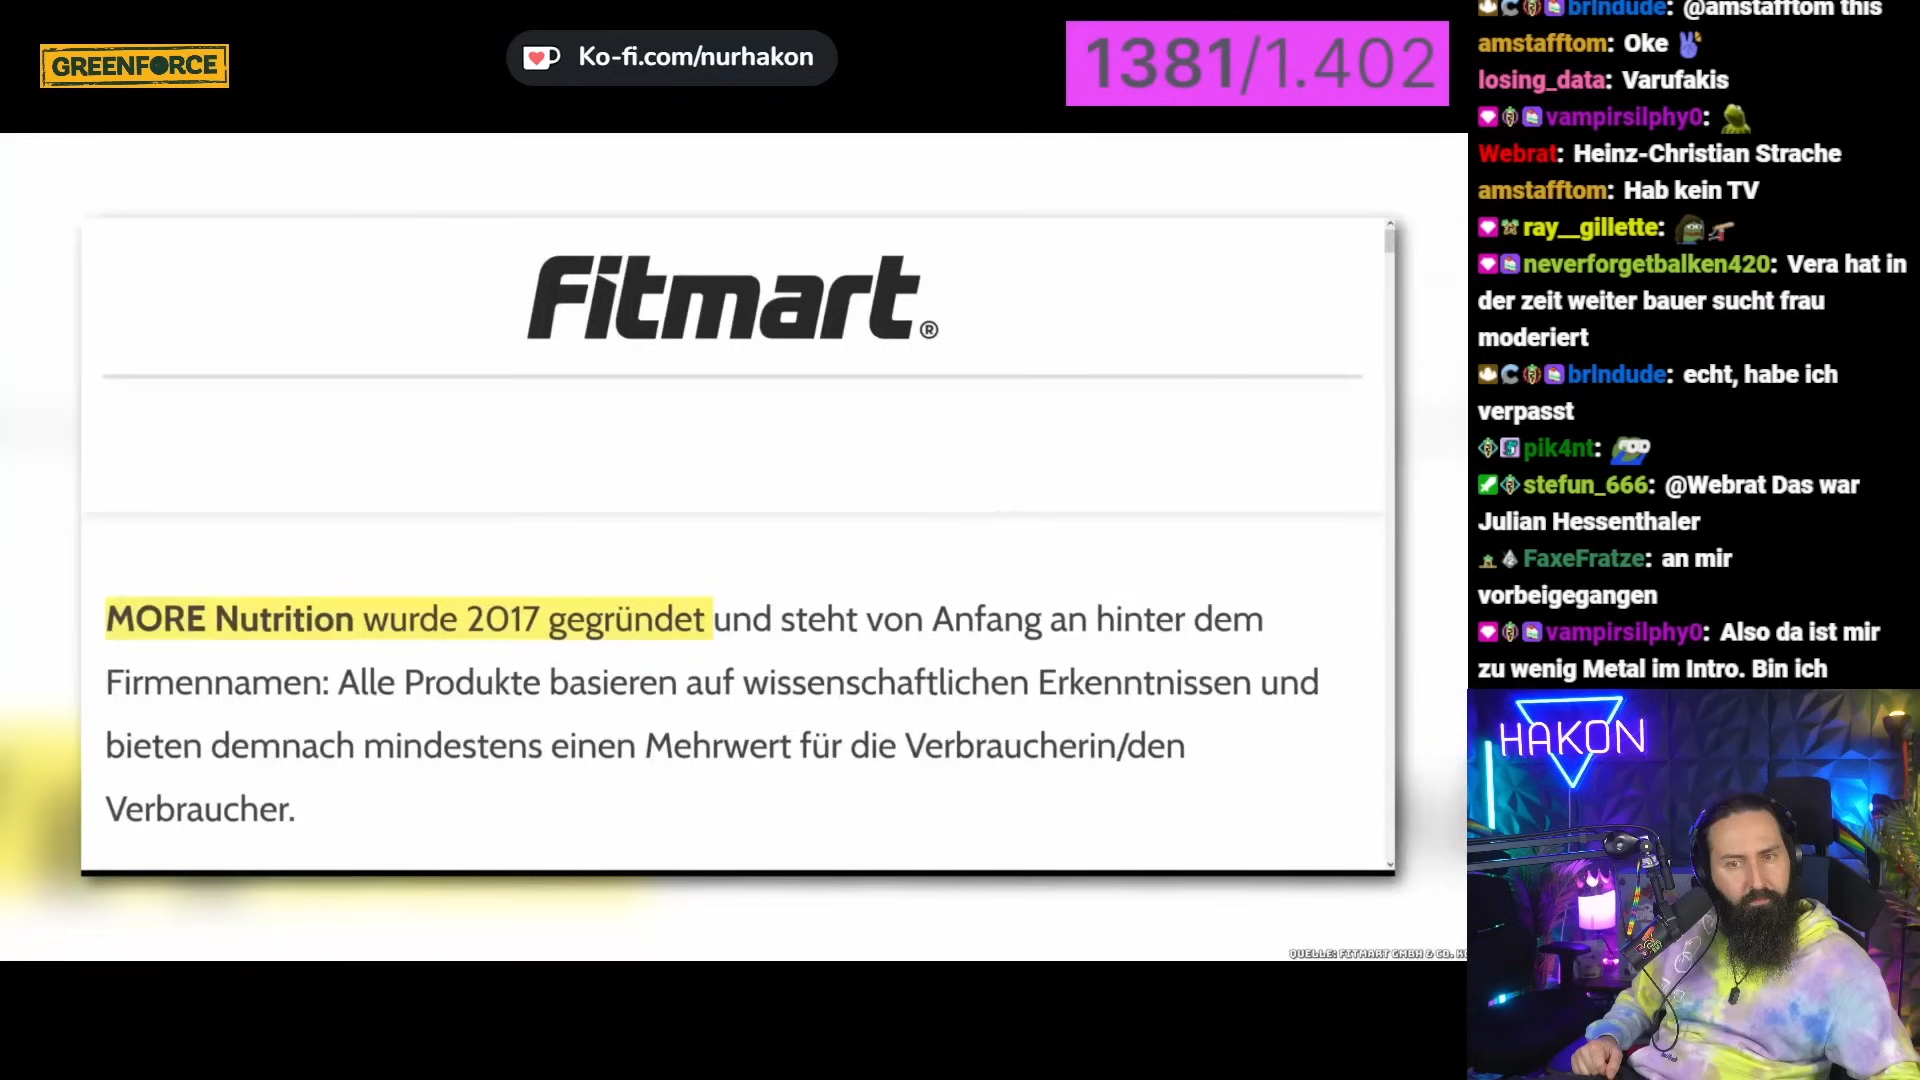 GREENFORCE
Ko-fi.com/nurhakon
1381/1.402
Fitmart®
MORE Nutrition wurde 2017 gegründet und steht von Anfang an hinter dem
Firmennamen: Alle Produkte basieren auf wissenschaftlichen Erkenntnissen und
bieten demnach mindestens einen Mehrwert für die Verbraucherin/den
Verbraucher.
QUELLE: FITMART GMBH & CO.
brlndude: @amstafftom this
amstafftom: Oke
losing_data: Varufakis
vampirsilphy0:
Webrat: Heinz-Christian Strache
amstafftom: Hab kein TV
ray__gillette:
neverforgetbalken420: Vera hat in
der zeit weiter bauer sucht frau
moderiert
brlndude: echt, habe ich
verpasst
pik4nt:
stefun_666: @Webrat Das war
Julian Hessenthaler
FaxeFratze: an mir
vorbeigegangen
vampirsilphy0: Also da ist mir
zu wenig Metal im Intro. Bin ich
HAKON